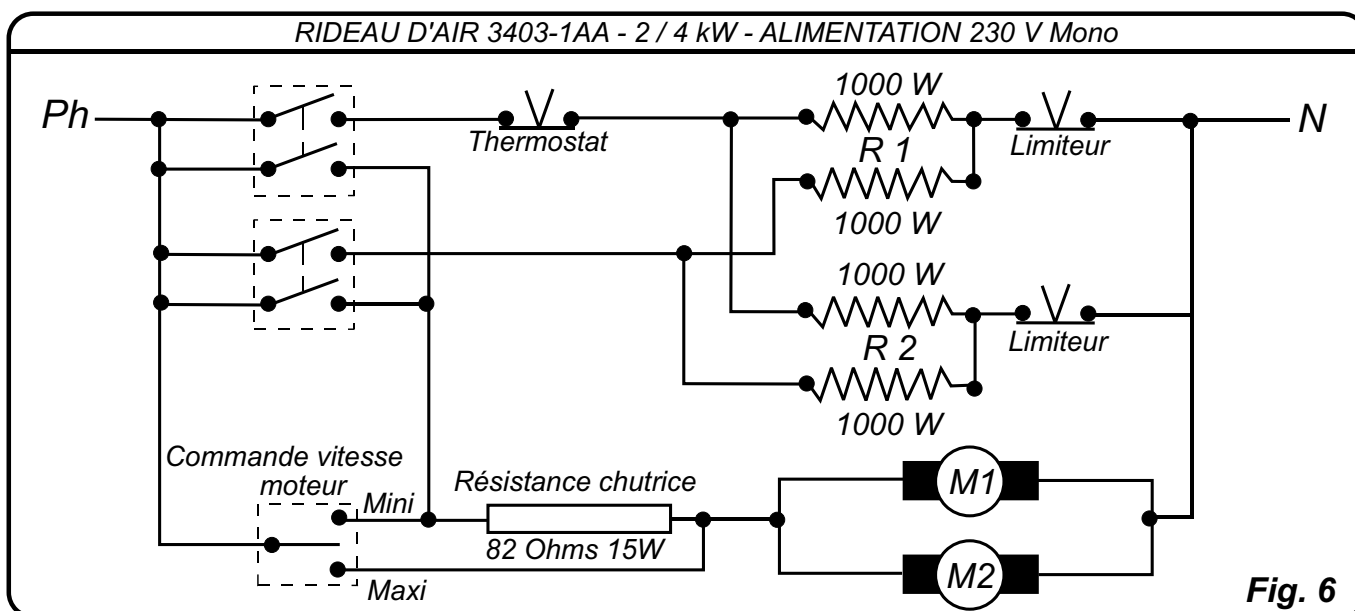 RIDEAU D'AIR 3403-1AA - 2 / 4 kW - ALIMENTATION 230 V Mono
Ph
Thermostat
1000 W
R 1
1000 W
Limiteur
N
1000 W
R 2
1000 W
Limiteur
Commande vitesse
moteur
Mini
Maxi
Résistance chutrice
82 Ohms 15W
M1
M2
Fig. 6